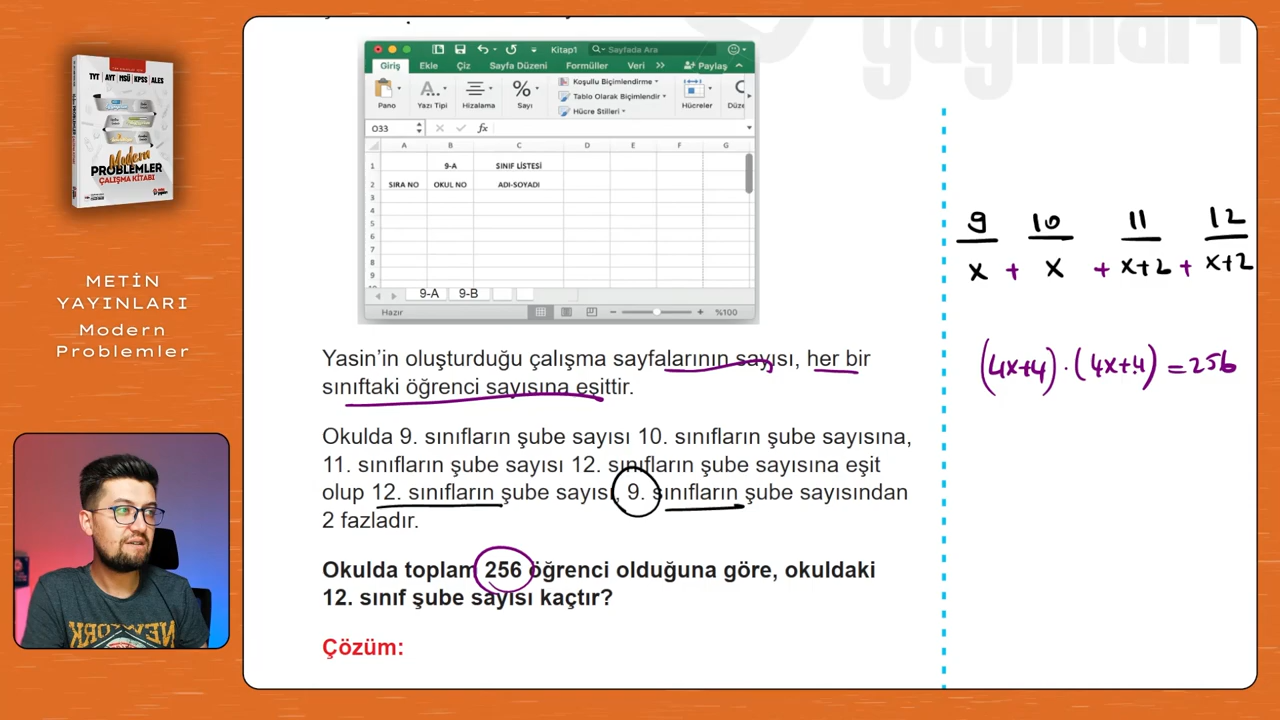 yayınları
TYT | AYT | MSÜ | KPSS | ALES
Modern
PROBLEMLER
ÇALIŞMA KİTABI
METİN
YAYINLARI
Modern
Problemler
Kitap1
Sayfada Ara
Giriş Ekle Çiz Sayfa Düzeni Formüller Veri >> Paylaş
Pano
Yazı Tipi
Hizalama
%
Sayı
Koşullu Biçimlendirme
Tablo Olarak Biçimlendir
Hücre Stilleri
Hücreler
Düze
O33 fx
A B C D E F G
1 9-A SINIF LİSTESİ
2 SIRA NO OKUL NO ADI-SOYADI
3
4
5
6
7
8
9
9-A 9-B
Hazır %100
Yasin’in oluşturduğu çalışma sayfalarının sayısı, her bir
sınıftaki öğrenci sayısına eşittir.
Okulda 9. sınıfların şube sayısı 10. sınıfların şube sayısına,
11. sınıfların şube sayısı 12. sınıfların şube sayısına eşit
olup 12. sınıfların şube sayısı, 9. sınıfların şube sayısından
2 fazladır.
Okulda toplam 256 öğrenci olduğuna göre, okuldaki
12. sınıf şube sayısı kaçtır?
Çözüm:
9 10 11 12
x + x + x+2 + x+2
(4x+4) · (4x+4) = 256
NEW YORK